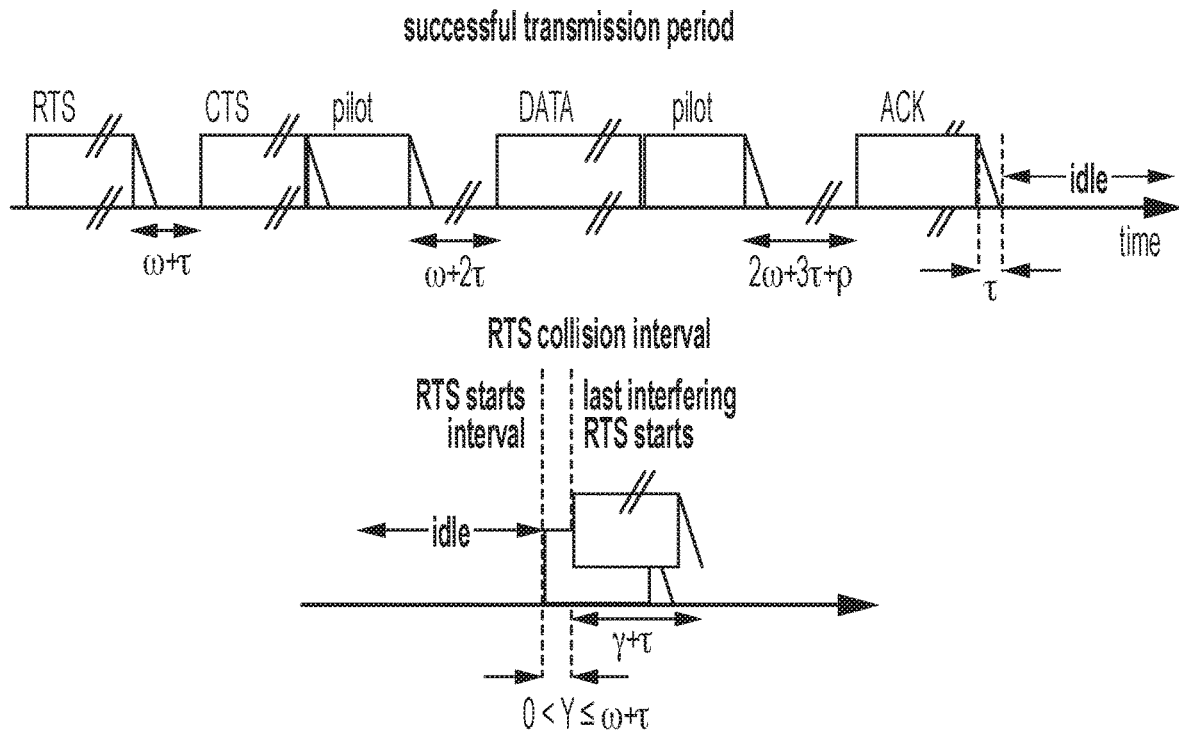 successful transmission period
RTS CTS pilot DATA pilot ACK
idle
time
ω+τ ω+2τ 2ω+3τ+ρ τ
RTS collision interval
RTS starts last interfering
interval RTS starts
idle
γ+τ
0 < Y ≤ ω+τ